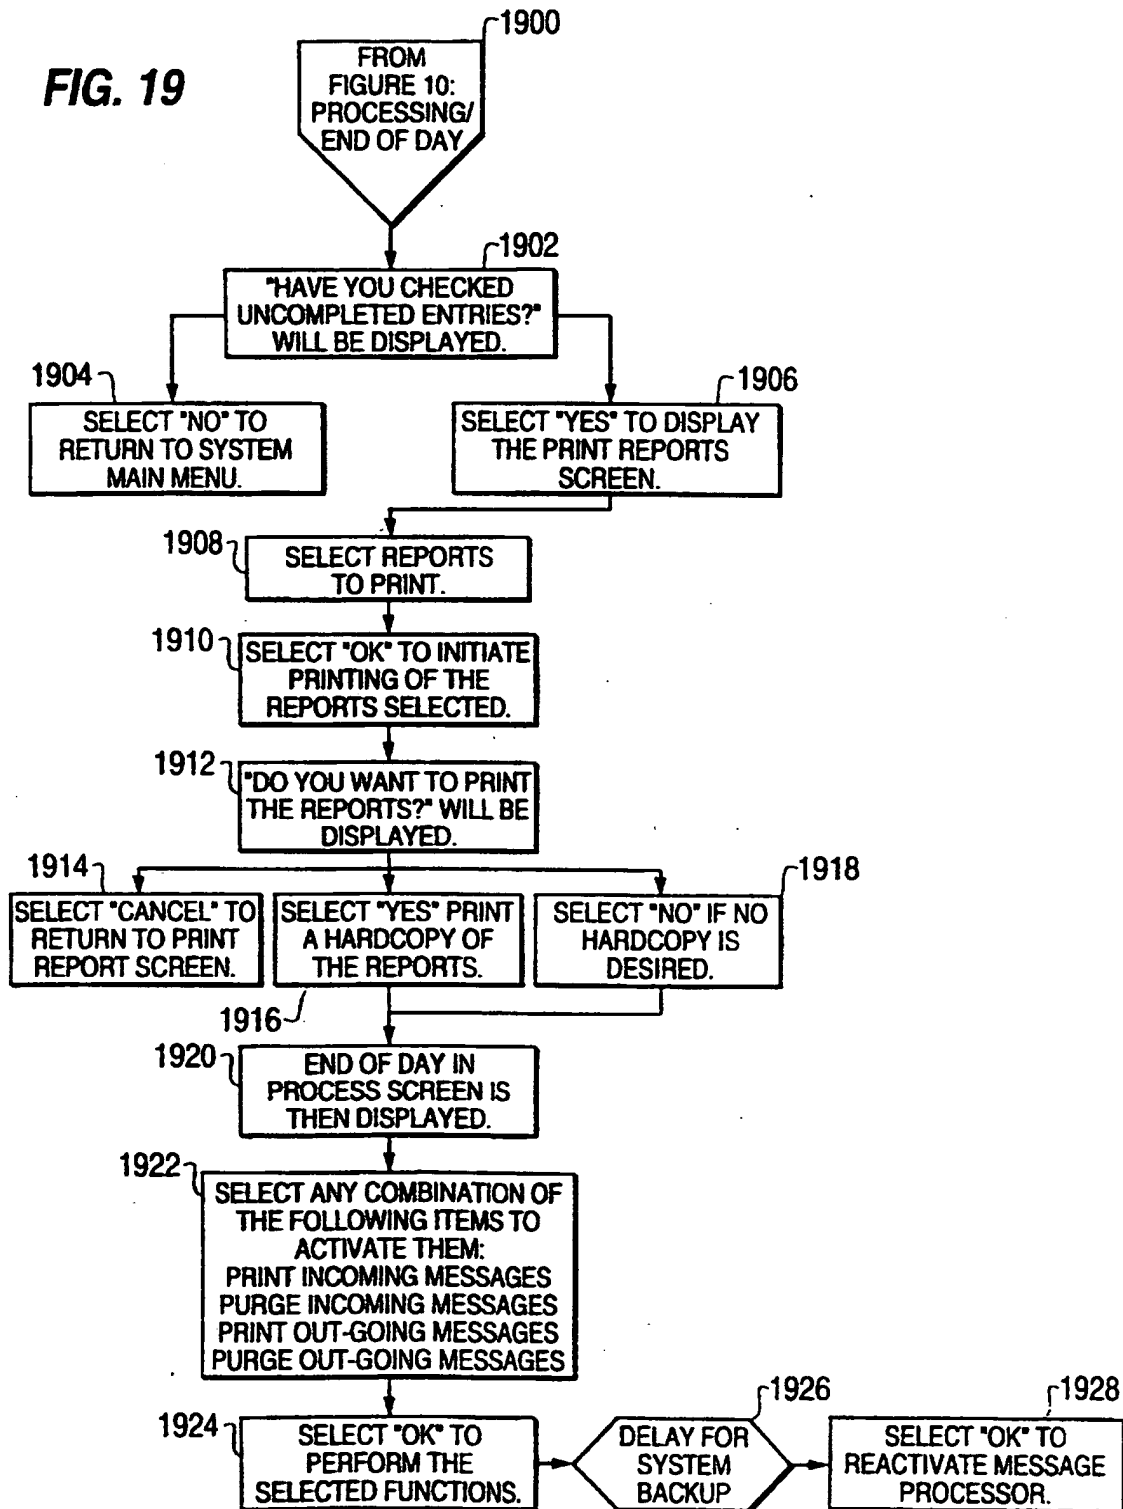 FIG. 19
1900
FROM
FIGURE 10:
PROCESSING/
END OF DAY
1902
"HAVE YOU CHECKED
UNCOMPLETED ENTRIES?"
WILL BE DISPLAYED.
1904
SELECT "NO" TO
RETURN TO SYSTEM
MAIN MENU.
1906
SELECT "YES" TO DISPLAY
THE PRINT REPORTS
SCREEN.
1908
SELECT REPORTS
TO PRINT.
1910
SELECT "OK" TO INITIATE
PRINTING OF THE
REPORTS SELECTED.
1912
"DO YOU WANT TO PRINT
THE REPORTS?" WILL BE
DISPLAYED.
1914
SELECT "CANCEL" TO
RETURN TO PRINT
REPORT SCREEN.
SELECT "YES" PRINT
A HARDCOPY OF
THE REPORTS.
1916
1918
SELECT "NO" IF NO
HARDCOPY IS
DESIRED.
1920
END OF DAY IN
PROCESS SCREEN IS
THEN DISPLAYED.
1922
SELECT ANY COMBINATION OF
THE FOLLOWING ITEMS TO
ACTIVATE THEM:
PRINT INCOMING MESSAGES
PURGE INCOMING MESSAGES
PRINT OUT-GOING MESSAGES
PURGE OUT-GOING MESSAGES
1924
SELECT "OK" TO
PERFORM THE
SELECTED FUNCTIONS.
1926
DELAY FOR
SYSTEM
BACKUP
1928
SELECT "OK" TO
REACTIVATE MESSAGE
PROCESSOR.